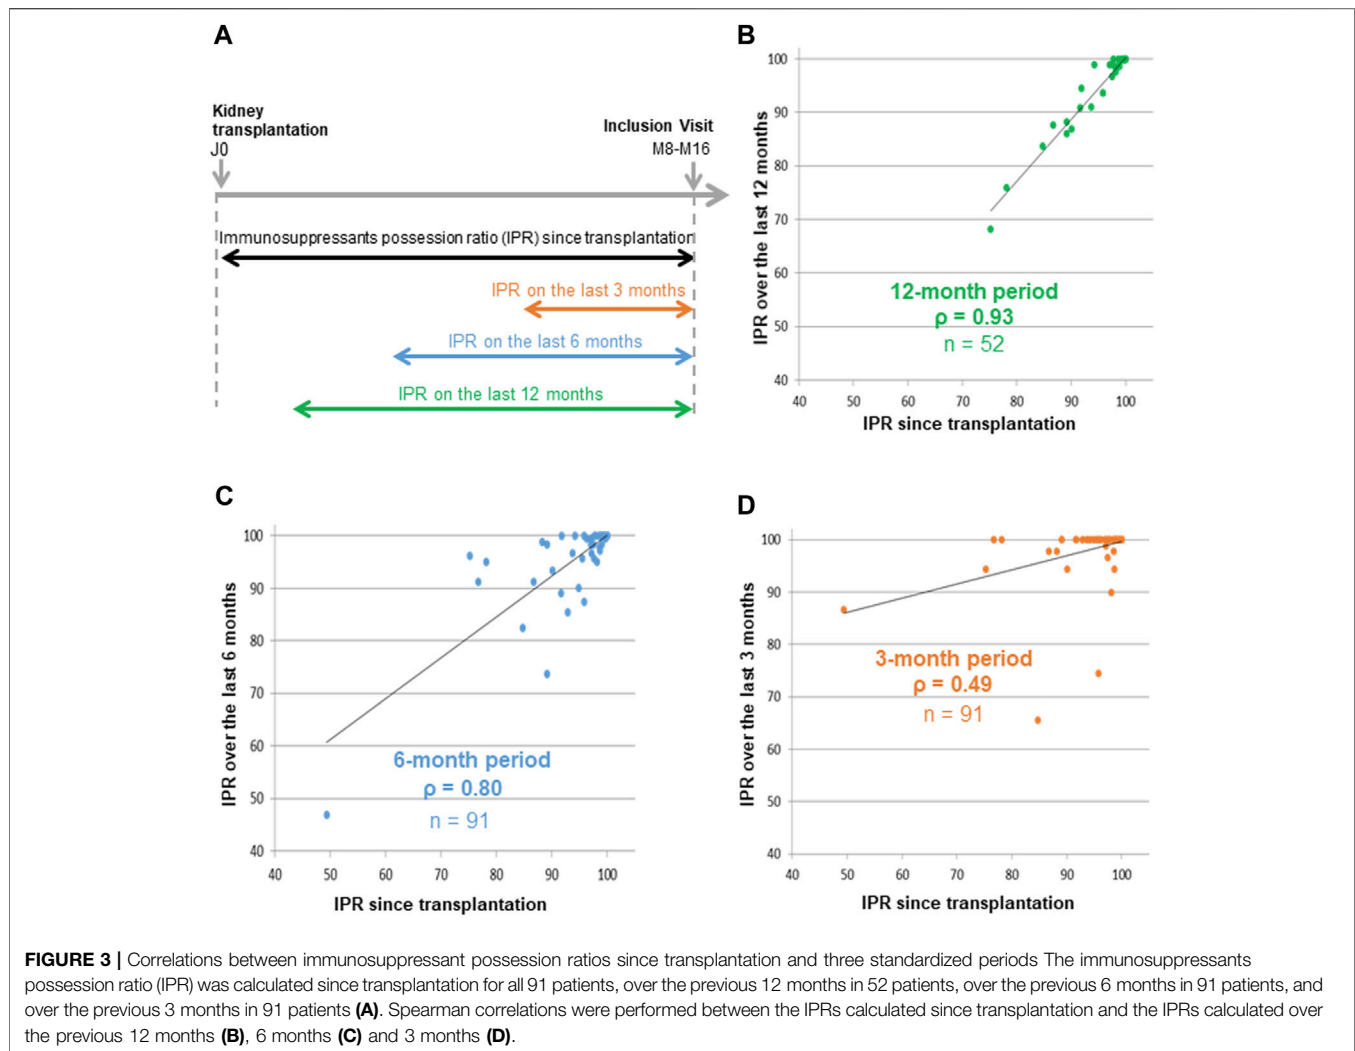 A
Kidney
transplantation
J0
Inclusion Visit
M8-M16
Immunosuppressants possession ratio (IPR) since transplantation
IPR on the last 3 months
IPR on the last 6 months
IPR on the last 12 months
B
IPR over the last 12 months
100
90
80
70
60
50
40
12-month period
ρ = 0.93
n = 52
40 50 60 70 80 90 100
IPR since transplantation
C
IPR over the last 6 months
100
90
80
70
60
50
40
6-month period
ρ = 0.80
n = 91
40 50 60 70 80 90 100
IPR since transplantation
D
IPR over the last 3 months
100
90
80
70
60
50
40
3-month period
ρ = 0.49
n = 91
40 50 60 70 80 90 100
IPR since transplantation
FIGURE 3 | Correlations between immunosuppressant possession ratios since transplantation and three standardized periods The immunosuppressants
possession ratio (IPR) was calculated since transplantation for all 91 patients, over the previous 12 months in 52 patients, over the previous 6 months in 91 patients, and
over the previous 3 months in 91 patients (A). Spearman correlations were performed between the IPRs calculated since transplantation and the IPRs calculated over
the previous 12 months (B), 6 months (C) and 3 months (D).